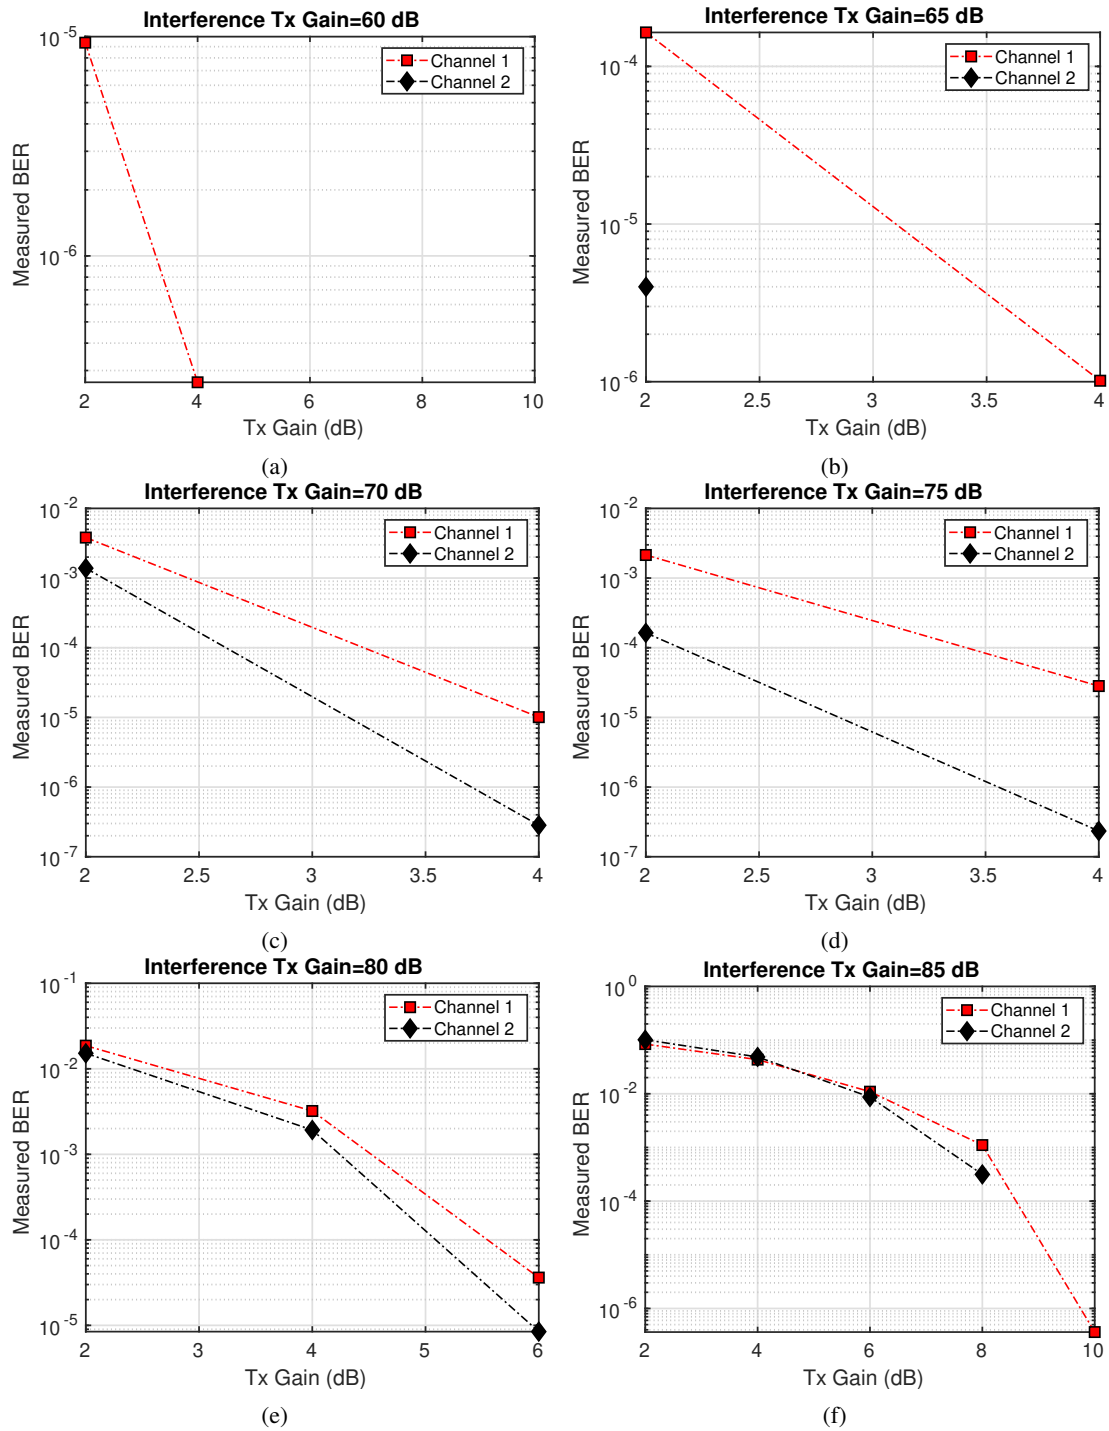 Interference Tx Gain=60 dB
10^-5
10^-6
Measured BER
Channel 1
Channel 2
2 4 6 8 10
Tx Gain (dB)
(a)
Interference Tx Gain=65 dB
10^-4
10^-5
10^-6
Measured BER
Channel 1
Channel 2
2 2.5 3 3.5 4
Tx Gain (dB)
(b)
Interference Tx Gain=70 dB
10^-2
10^-3
10^-4
10^-5
10^-6
10^-7
Measured BER
Channel 1
Channel 2
2 2.5 3 3.5 4
Tx Gain (dB)
(c)
Interference Tx Gain=75 dB
10^-2
10^-3
10^-4
10^-5
10^-6
10^-7
Measured BER
Channel 1
Channel 2
2 2.5 3 3.5 4
Tx Gain (dB)
(d)
Interference Tx Gain=80 dB
10^-1
10^-2
10^-3
10^-4
10^-5
Measured BER
Channel 1
Channel 2
2 3 4 5 6
Tx Gain (dB)
(e)
Interference Tx Gain=85 dB
10^0
10^-2
10^-4
10^-6
Measured BER
Channel 1
Channel 2
2 4 6 8 10
Tx Gain (dB)
(f)